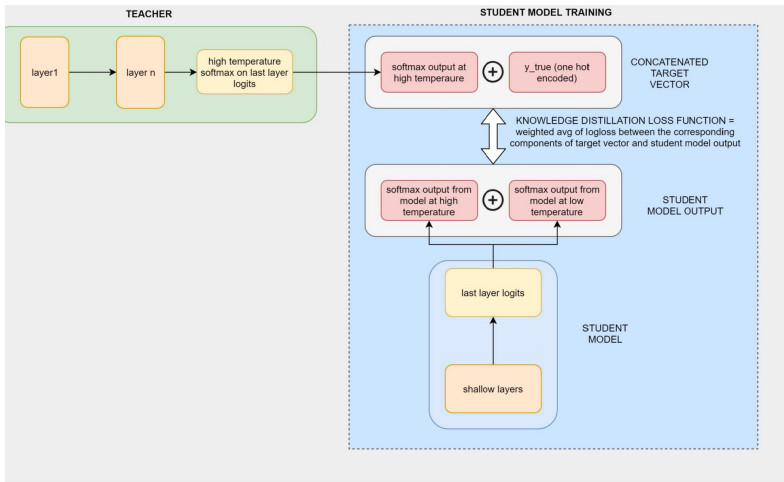 TEACHER
STUDENT MODEL TRAINING
layer1
layer n
high temperature
softmax on last layer
logits
softmax output at
high temperaure
y_true (one hot
encoded)
CONCATENATED
TARGET
VECTOR
KNOWLEDGE DISTILLATION LOSS FUNCTION =
weighted avg of logloss between the corresponding
components of target vector and student model output
softmax output from
model at high
temperature
softmax output from
model at low
temperature
STUDENT
MODEL OUTPUT
last layer logits
STUDENT
MODEL
shallow layers